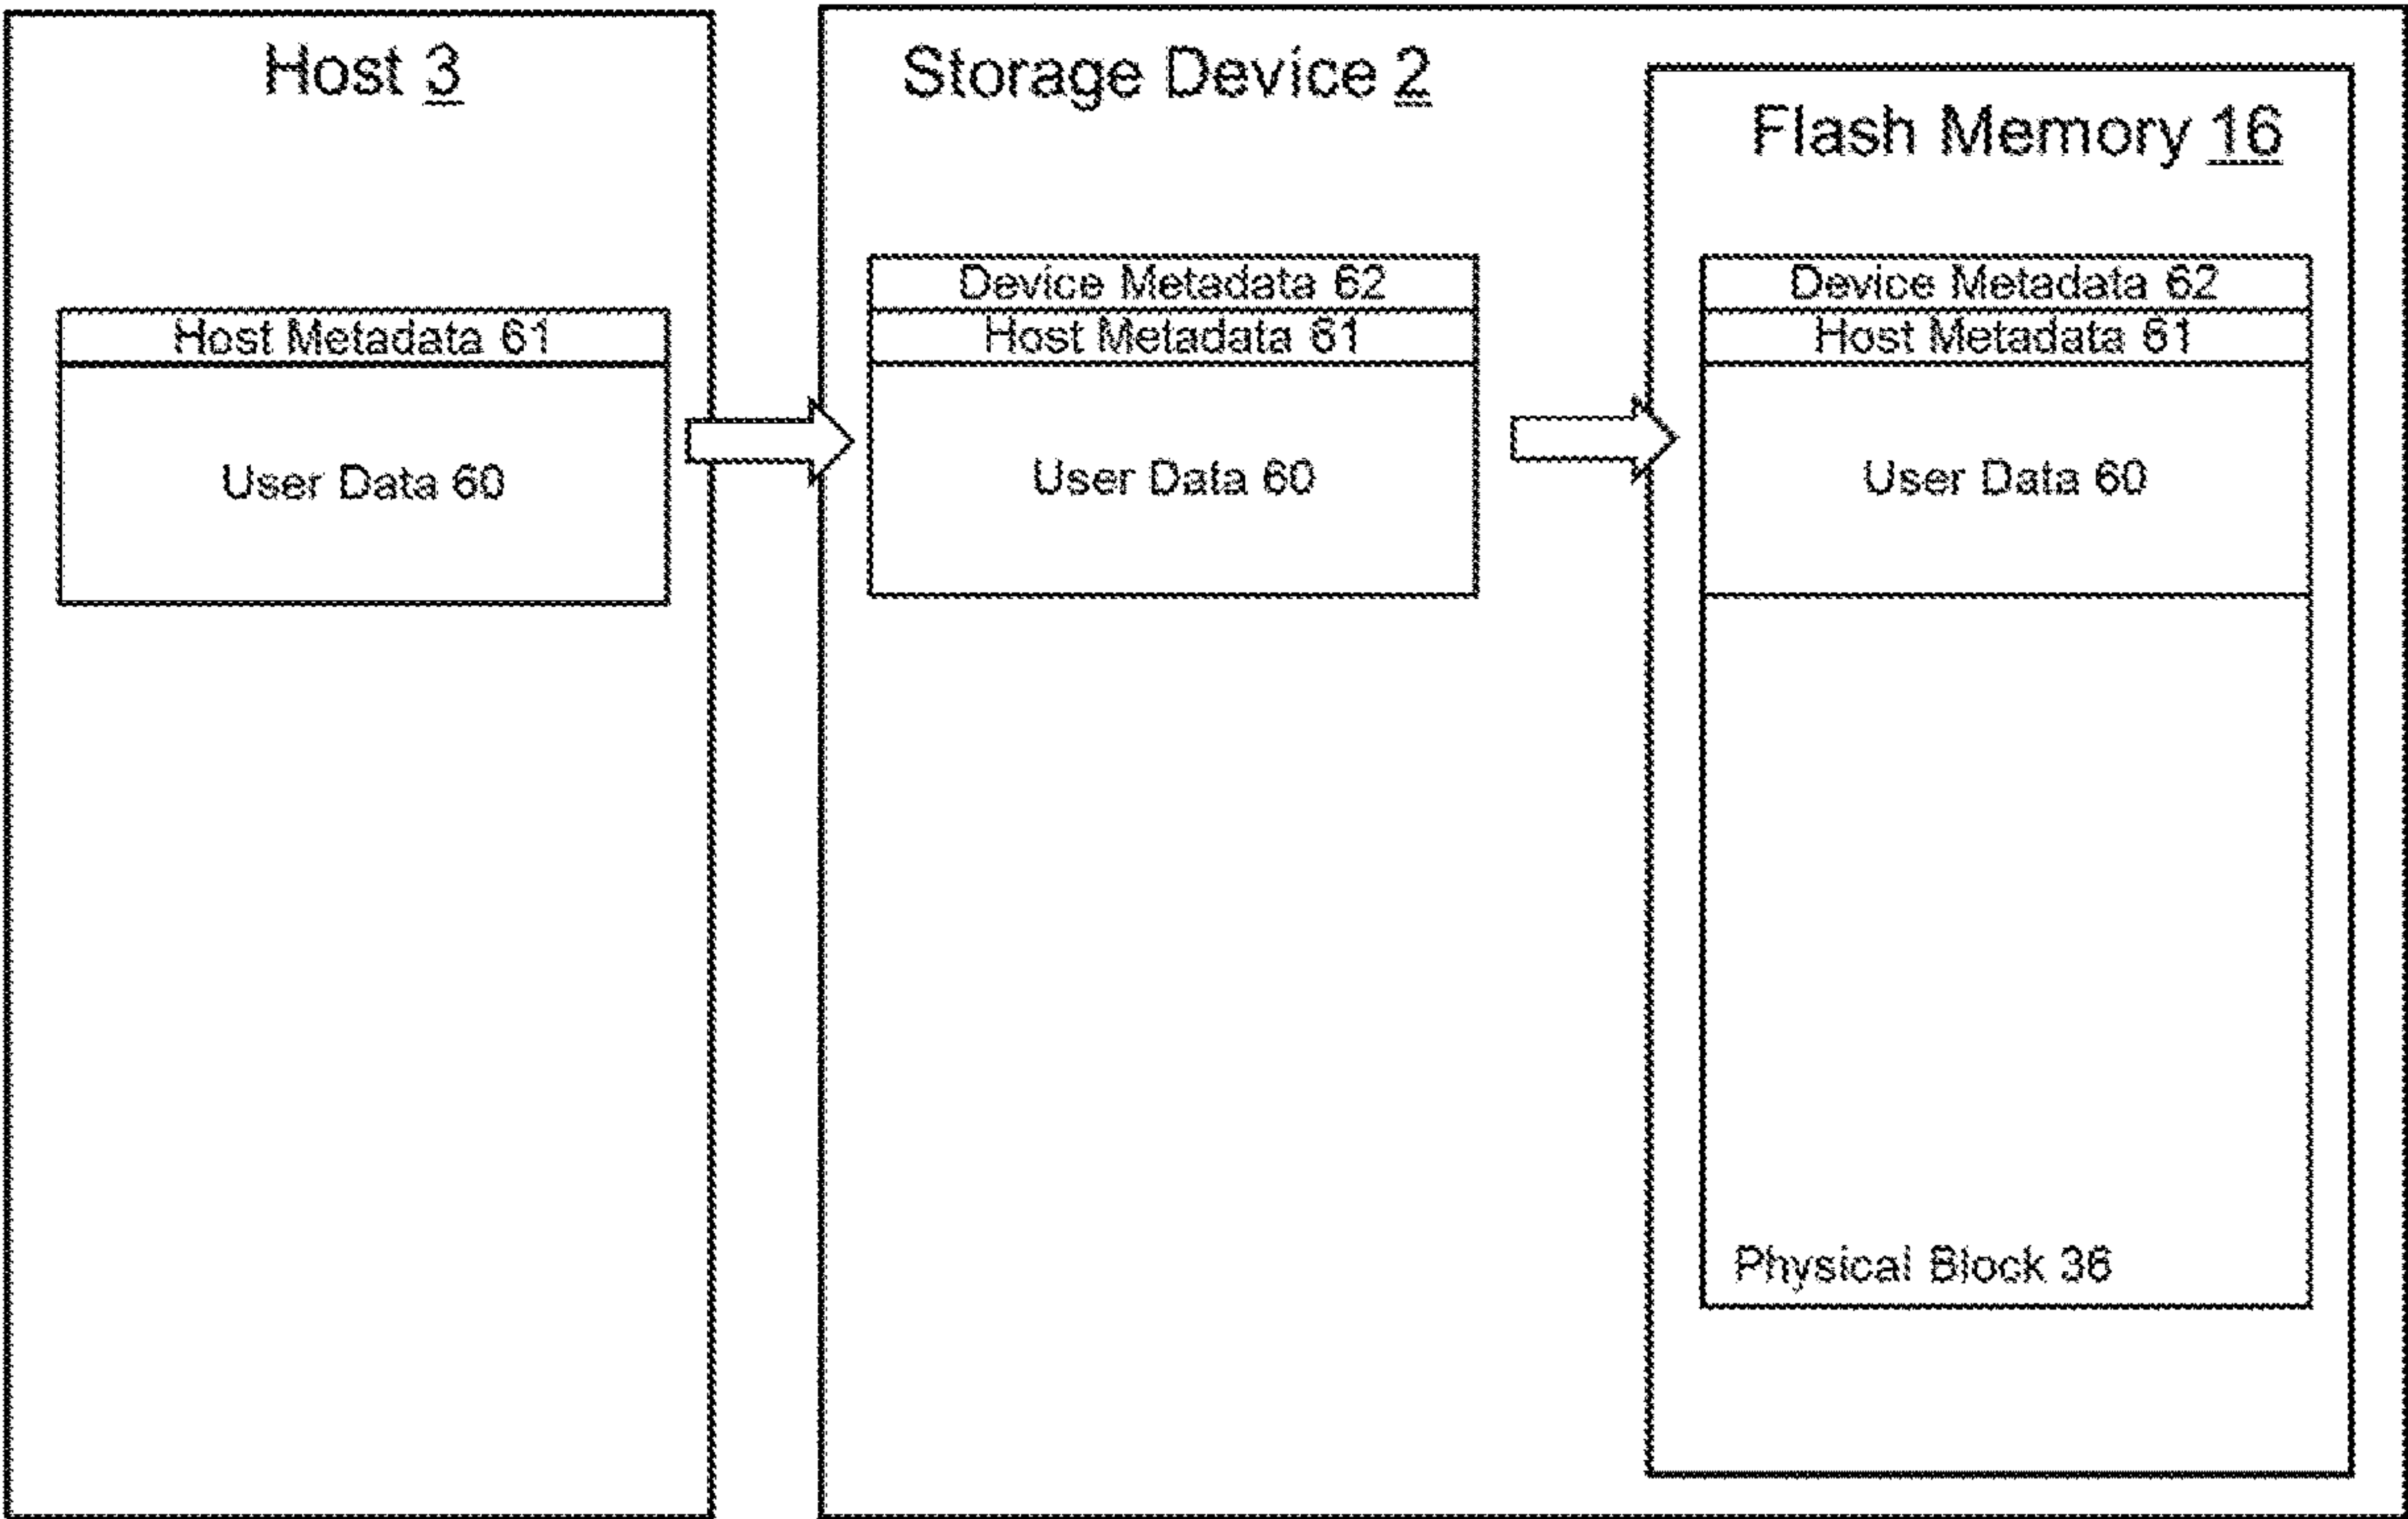 Host 3
Host Metadata 61
User Data 60
Storage Device 2
Device Metadata 62
Host Metadata 61
User Data 60
Flash Memory 16
Device Metadata 62
Host Metadata 61
User Data 60
Physical Block 36